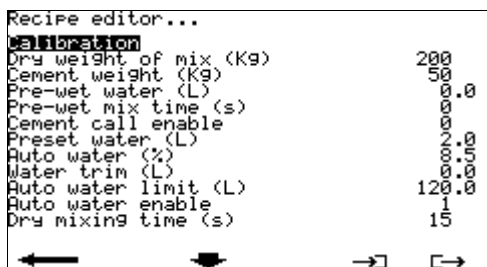 Recipe editor...
Calibration
Dry weight of mix (Kg) 200
Cement weight (Kg) 50
Pre-wet water (L) 0.0
Pre-wet mix time (s) 0
Cement call enable 0
Preset water (L) 2.0
Auto water (%) 8.5
Water trim (L) 0.0
Auto water limit (L) 120.0
Auto water enable 1
Dry mixing time (s) 15